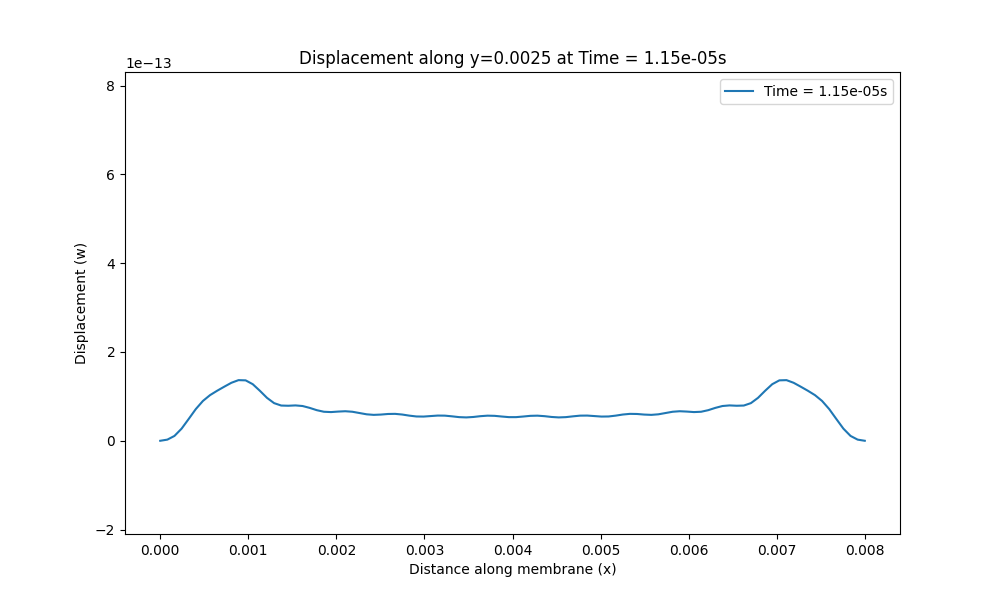 Displacement along y=0.0025 at Time = 1.15e-05s
1e−13
Time = 1.15e-05s
8
6
4
2
0
−2
Displacement (w)
0.000 0.001 0.002 0.003 0.004 0.005 0.006 0.007 0.008
Distance along membrane (x)